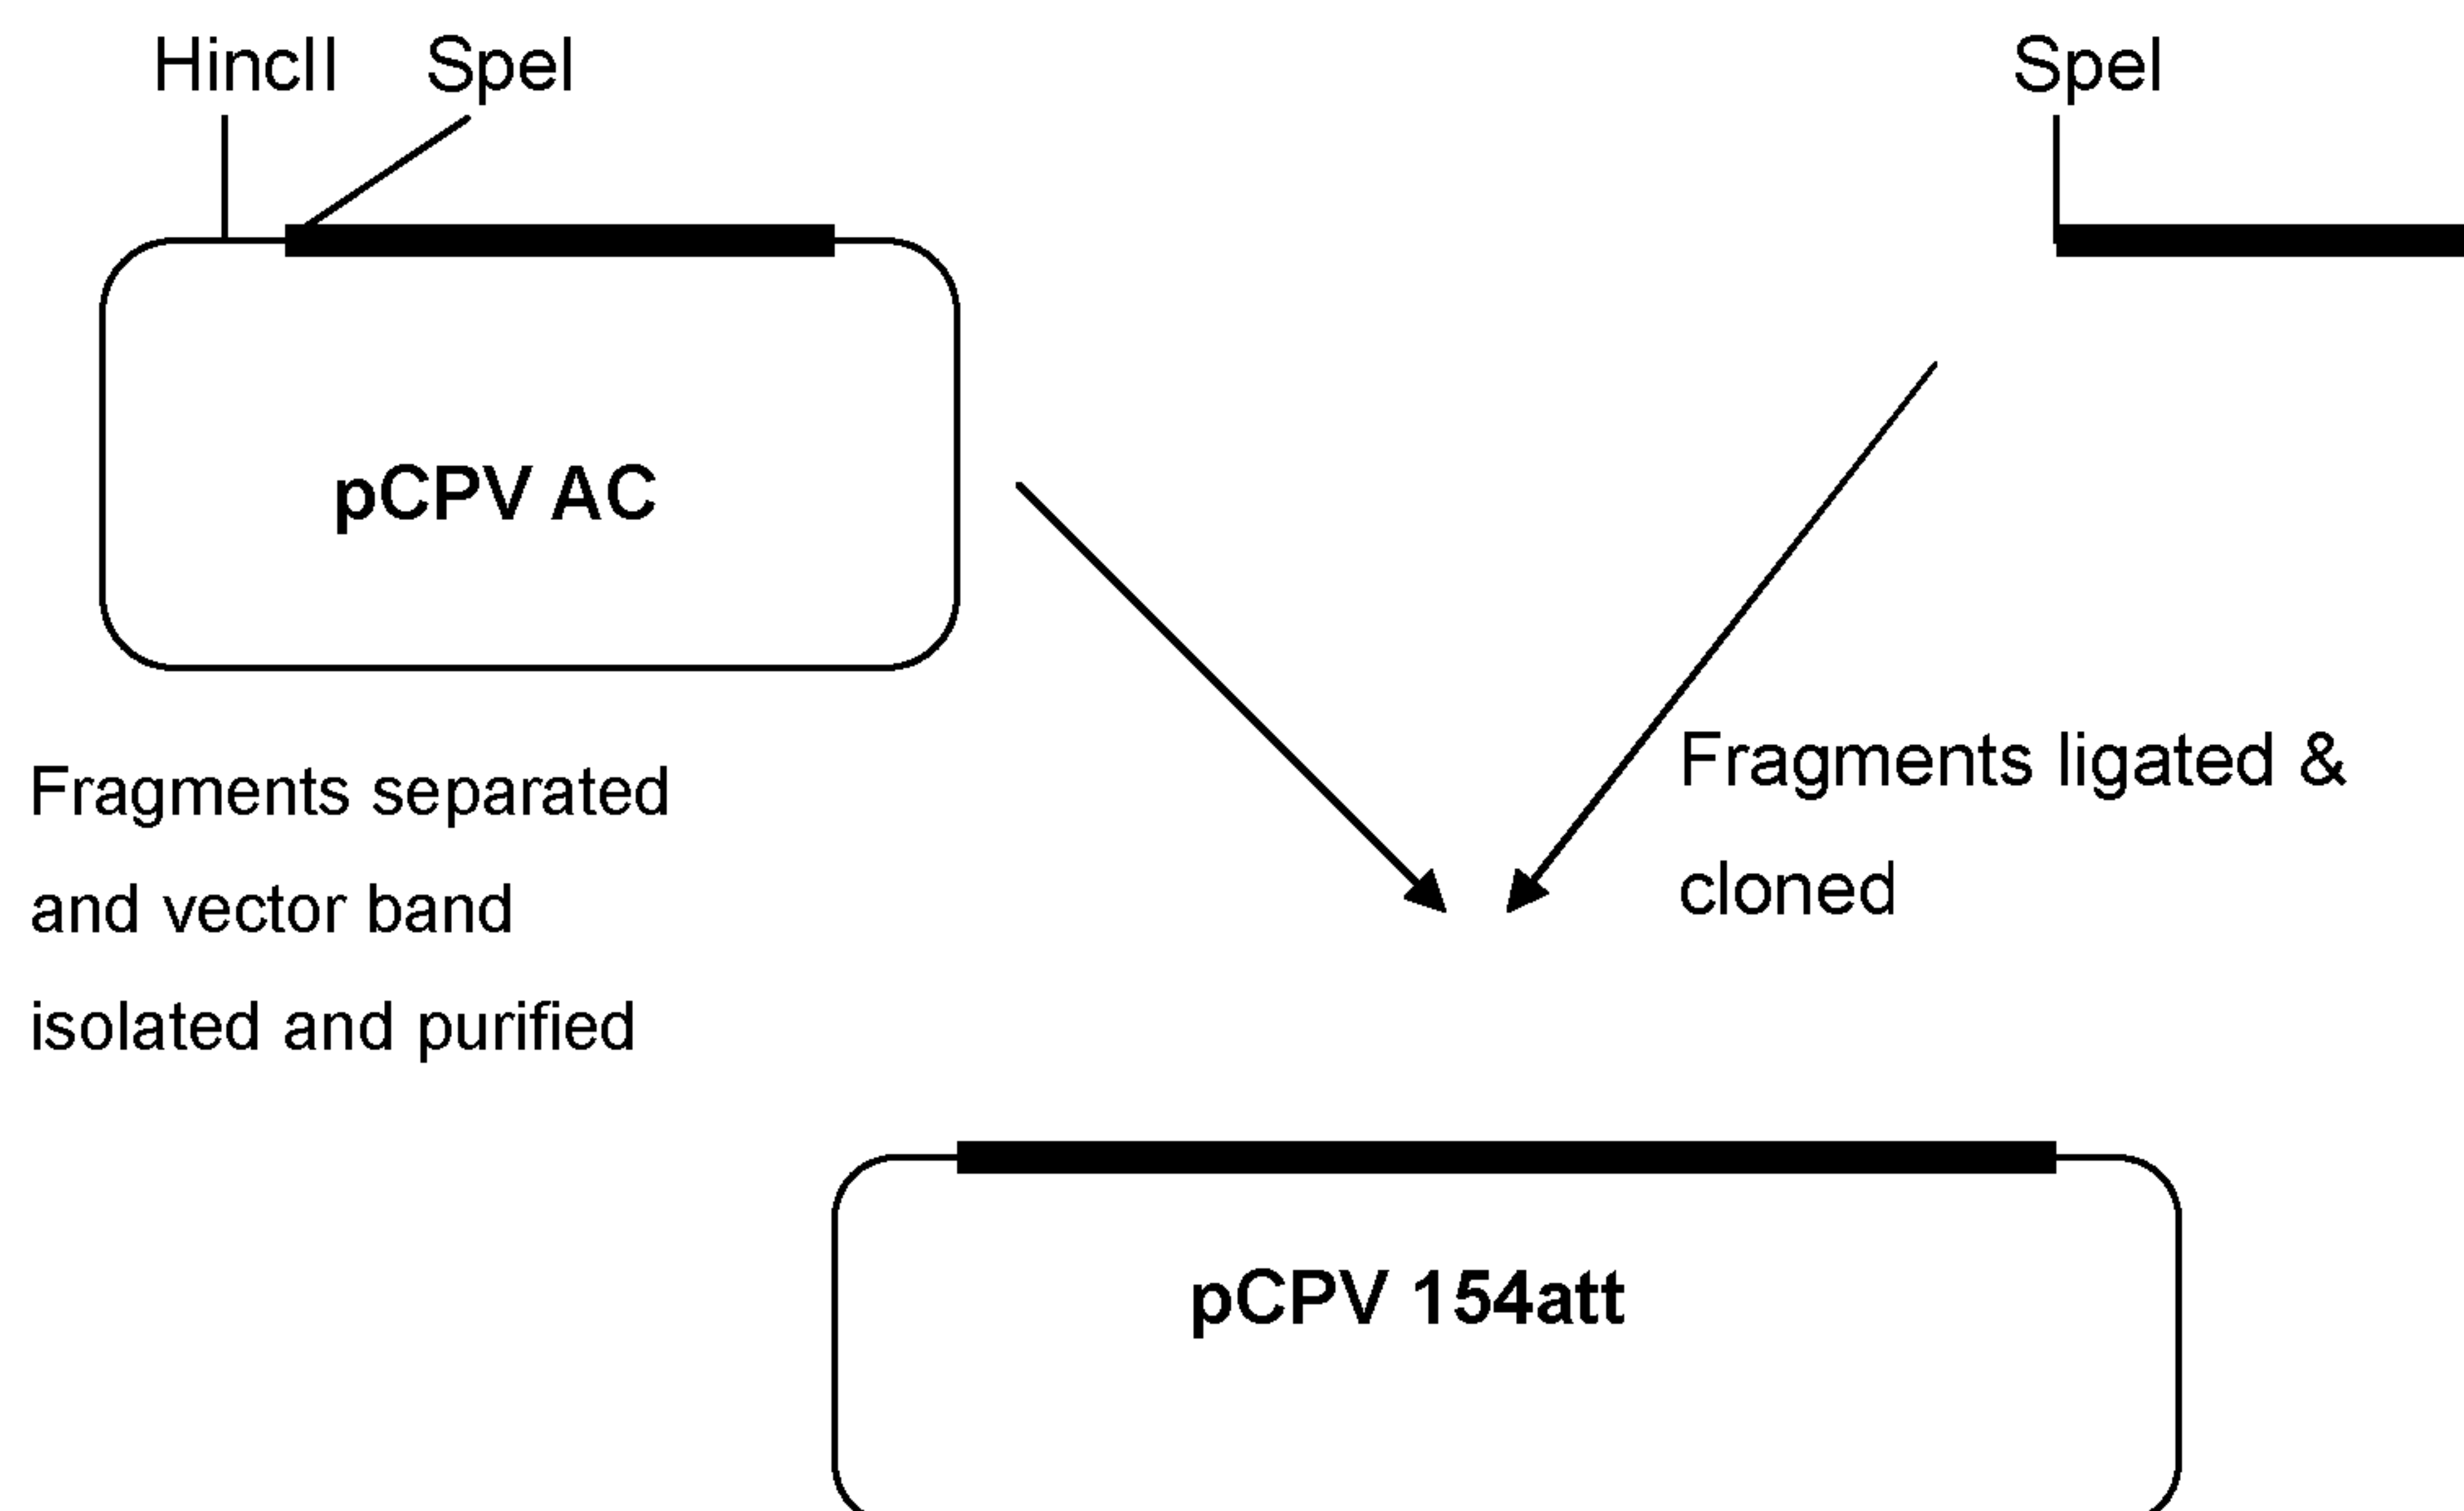 HincII SpeI SpeI
pCPV AC
Fragments separated
and vector band
isolated and purified
Fragments ligated &
cloned
pCPV 154att